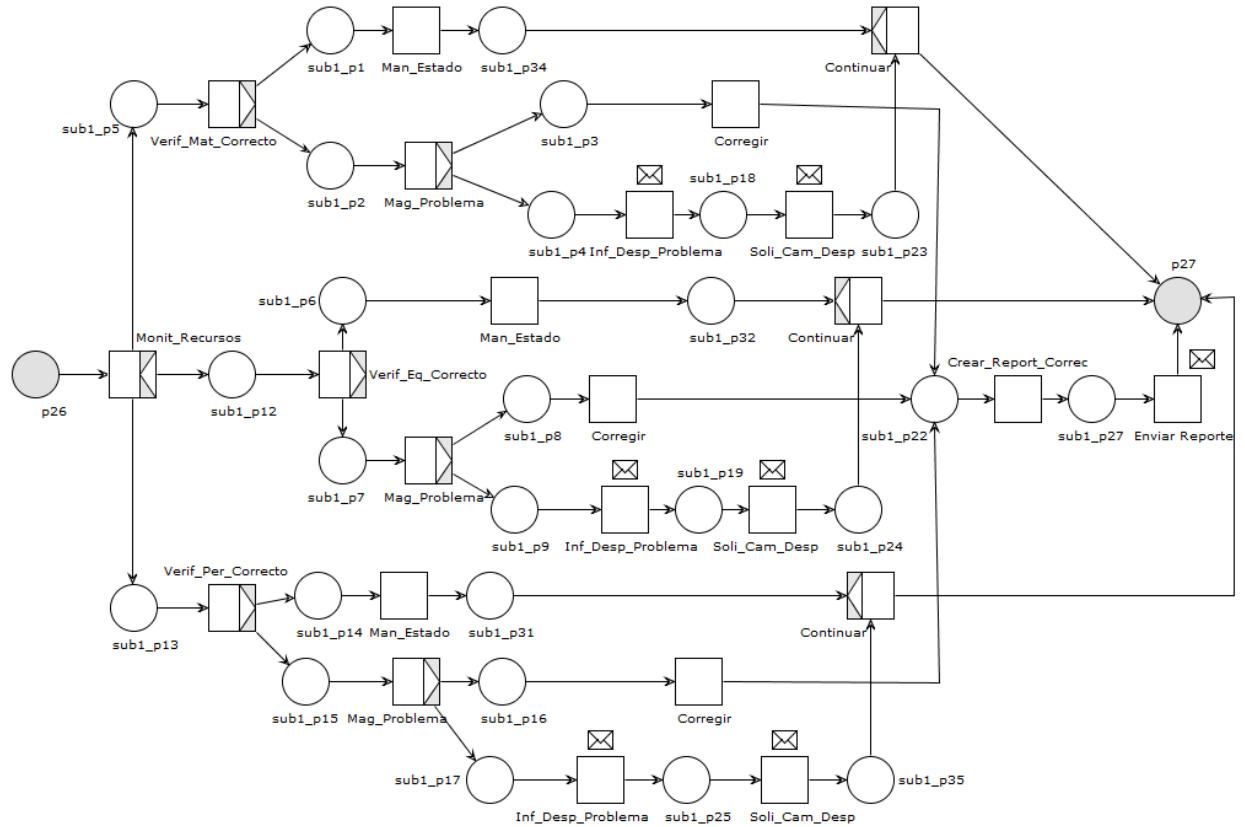 sub1_p1
Man_Estado
sub1_p34
Continuar
sub1_p5
Verif_Mat_Correcto
sub1_p3
Corregir
sub1_p2
Mag_Problema
sub1_p18
sub1_p4
Inf_Desp_Problema
Soli_Cam_Desp
sub1_p23
p27
sub1_p6
Man_Estado
sub1_p32
Continuar
Monit_Recursos
Verif_Eq_Correcto
Crear_Report_Correc
p26
sub1_p12
sub1_p8
Corregir
sub1_p22
sub1_p27
Enviar Reporte
sub1_p7
Mag_Problema
sub1_p19
sub1_p9
Inf_Desp_Problema
Soli_Cam_Desp
sub1_p24
Verif_Per_Correcto
sub1_p13
sub1_p14
Man_Estado
sub1_p31
Continuar
sub1_p15
Mag_Problema
sub1_p16
Corregir
sub1_p17
sub1_p35
Inf_Desp_Problema
sub1_p25
Soli_Cam_Desp